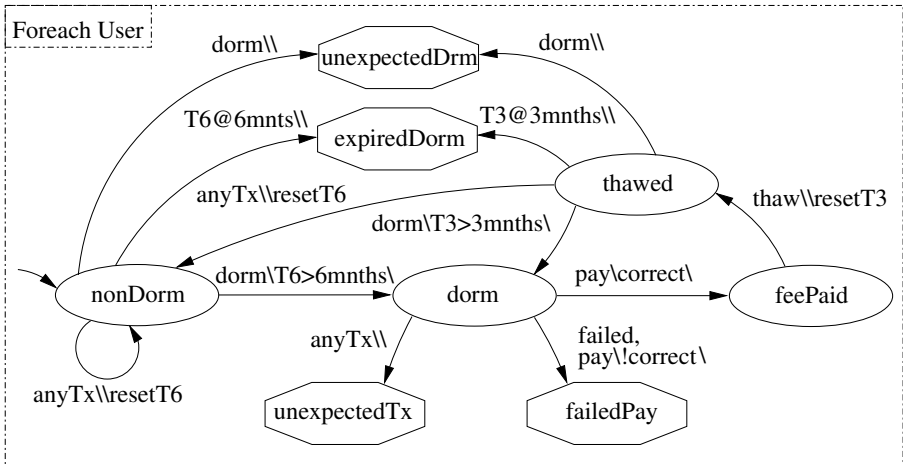 Foreach User
dorm\\
dorm\\
unexpectedDrm
T6@6mnts\\
T3@3mnths\\
expiredDorm
anyTx\\resetT6
thawed
thaw\\resetT3
dorm\T3>3mnths\
nonDorm
dorm\T6>6mnths\
dorm
pay\correct\
feePaid
anyTx\\
failed,
pay\!correct\
anyTx\\resetT6
unexpectedTx
failedPay